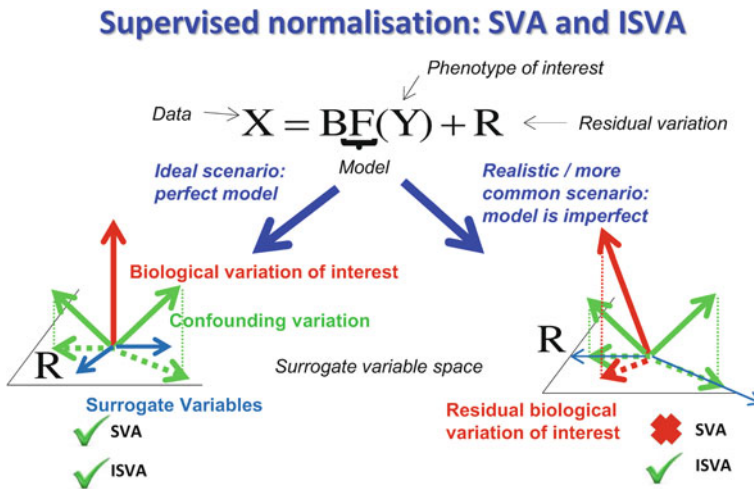 Supervised normalisation: SVA and ISVA
Phenotype of interest
Data
X = BF(Y) + R
Residual variation
Model
Ideal scenario:
perfect model
Realistic / more
common scenario:
model is imperfect
Biological variation of interest
Confounding variation
R
Surrogate Variables
SVA
ISVA
Surrogate variable space
R
Residual biological
variation of interest
SVA
ISVA